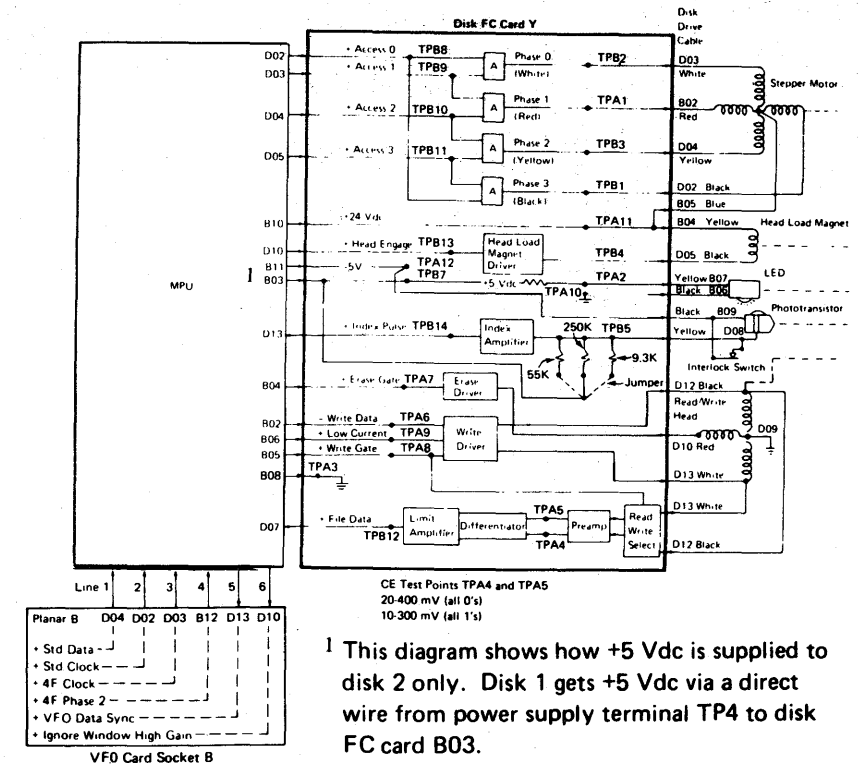 Disk FC Card Y
Disk
Drive
Cable
D02 + Access 0 TPB8 A Phase 0 (White) TPB2 D03 White
D03 + Access 1 TPB9
Stepper Motor
D04 + Access 2 TPB10 A Phase 1 (Red) TPA1 B02 Red
A Phase 2 (Yellow) TPB3 D04 Yellow
D05 + Access 3 TPB11
A Phase 3 (Black) TPB1 D02 Black
B05 Blue
B10 +24 Vdc TPA11 B04 Yellow Head Load Magnet
D10 + Head Engage TPB13 Head Load Magnet Driver TPB4 D05 Black
B11 -5V TPA12
1 B03 TPB7 +5 Vdc TPA2 Yellow B07 LED
TPA10 Black B06
MPU
Black B09 Phototransistor
D13 + Index Pulse TPB14 Index Amplifier 250K TPB5 Yellow D08
55K 9.3K Interlock Switch
Jumper
B04 + Erase Gate TPA7 Erase Driver D12 Black
Read/Write Head
B02 - Write Data TPA6
B06 + Low Current TPA9 Write Driver D10 Red D09
B05 + Write Gate TPA8
B08 TPA3 D13 White
D13 White
D07 + File Data TPB12 Limit Amplifier Differentiator TPA5 TPA4 Preamp Read Write Select D12 Black
Line 1 2 3 4 5 6
Planar B D04 D02 D03 B12 D13 D10
+ Std Data
+ Std Clock
+ 4F Clock
+ 4F Phase 2
+ VFO Data Sync
+ Ignore Window High Gain
VFO Card Socket B
CE Test Points TPA4 and TPA5
20-400 mV (all 0's)
10-300 mV (all 1's)
1 This diagram shows how +5 Vdc is supplied to
disk 2 only. Disk 1 gets +5 Vdc via a direct
wire from power supply terminal TP4 to disk
FC card B03.